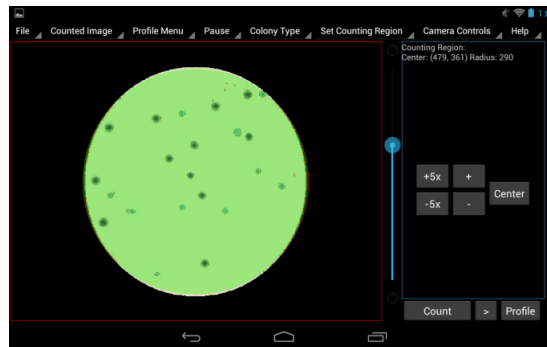 File Counted Image Profile Menu Pause Colony Type Set Counting Region Camera Controls Help
Counting Region:
Center: (479, 361) Radius: 290
+5x + Center
-5x -
Count > Profile